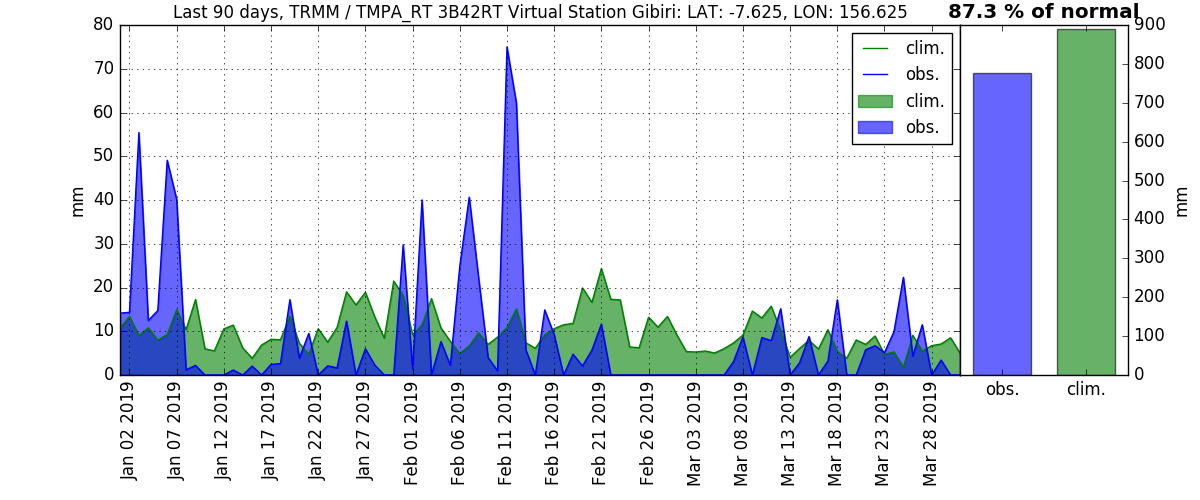 Last 90 days, TRMM / TMPA_RT 3B42RT Virtual Station Gibiri: LAT: -7.625, LON: 156.625
87.3 % of normal
80
70
60
50
40
30
20
10
0
mm
clim.
obs.
clim.
obs.
900
800
700
600
500
400
300
200
100
0
mm
obs.
clim.
Jan 02 2019
Jan 07 2019
Jan 12 2019
Jan 17 2019
Jan 22 2019
Jan 27 2019
Feb 01 2019
Feb 06 2019
Feb 11 2019
Feb 16 2019
Feb 21 2019
Feb 26 2019
Mar 03 2019
Mar 08 2019
Mar 13 2019
Mar 18 2019
Mar 23 2019
Mar 28 2019